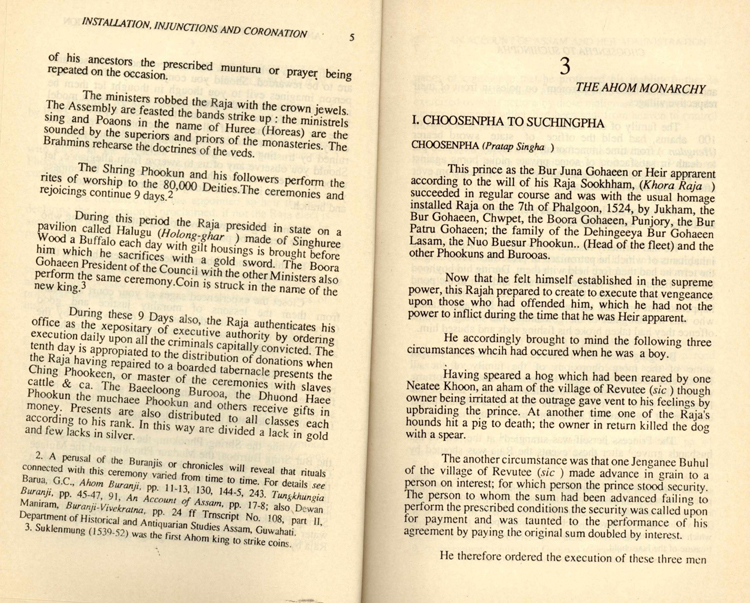 INSTALLATION, INJUNCTIONS AND CORONATION
5
of his ancestors the prescribed munturu or prayer being
repeated on the occasion.
The ministers robbed the Raja with the crown jewels.
The Assembly are feasted the bands strike up : the ministrels
sing and Poaons in the name of Huree (Horeas) are the
sounded by the superiors and priors of the monasteries. The
Brahmins rehearse the doctrines of the veds.
The Shring Phookun and his followers perform the
rites of worship to the 80,000 Deities.The ceremonies and
rejoicings continue 9 days.2
During this period the Raja presided in state on a
pavilion called Halugu (Holong-ghar ) made of Singhuree
Wood a Buffalo each day with gilt housings is brought before
him which he sacrifices with a gold sword. The Boora
Gohaeen President of the Council with the other Ministers also
perform the same ceremony.Coin is struck in the name of the
new king.3
During these 9 Days also, the Raja authenticates his
office as the xepositary of executive authority by ordering
execution daily upon all the criminals capitally convicted. The
tenth day is appropiated to the distribution of donations when
the Raja having repaired to a boarded tabernacle presents the
Ching Phookeen, or master of the ceremonies with slaves
cattle & ca. The Baeeloong Burooa, the Dhuond Haee
Phookun the muchaee Phookun and others receive gifts in
money. Presents are also distributed to all classes each
according to his rank. In this way are divided a lack in gold
and few lacks in silver.
2. A perusal of the Buranjis or chronicles will reveal that rituals
connected with this ceremony varied from time to time. For details see
Barua, G.C., Ahom Buranji. pp. 11-13, 130, 144-5, 243. Tungkhungia
Buranji. pp. 45-47, 91, An Account of Assam, pp. 17-8; also Dewan
Maniram, Buranji-Vivekratna, pp. 24 ff Trnscript No. 108, part II,
Department of Historical and Antiquarian Studies Assam, Guwahati.
3. Suklenmung (1539-52) was the first Ahom king to strike coins.
3
THE AHOM MONARCHY
I. CHOOSENPHA TO SUCHINGPHA
CHOOSENPHA (Pratap Singha )
This prince as the Bur Juna Gohaeen or Heir apprarent
according to the will of his Raja Sookhham, (Khora Raja )
succeeded in regular course and was with the usual homage
installed Raja on the 7th of Phalgoon, 1524, by Jukham, the
Bur Gohaeen, Chwpet, the Boora Gohaeen, Punjory, the Bur
Patru Gohaeen; the family of the Dehingeeya Bur Gohaeen
Lasam, the Nuo Buesur Phookun.. (Head of the fleet) and the
other Phookuns and Burooas.
Now that he felt himself established in the supreme
power, this Rajah prepared to create to execute that vengeance
upon those who had offended him, which he had not the
power to inflict during the time that he was Heir apparent.
He accordingly brought to mind the following three
circumstances whcih had occured when he was a boy.
Having speared a hog which had been reared by one
Neatee Khoon, an aham of the village of Revutee (sic ) though
owner being irritated at the outrage gave vent to his feelings by
upbraiding the prince. At another time one of the Raja's
hounds hit a pig to death; the owner in return killed the dog
with a spear.
The another circumstance was that one Jenganee Buhul
of the village of Revutee (sic ) made advance in grain to a
person on interest; for which person the prince stood security.
The person to whom the sum had been advanced failing to
perform the prescribed conditions the security was called upon
for payment and was taunted to the performance of his
agreement by paying the original sum doubled by interest.
He therefore ordered the execution of these three men